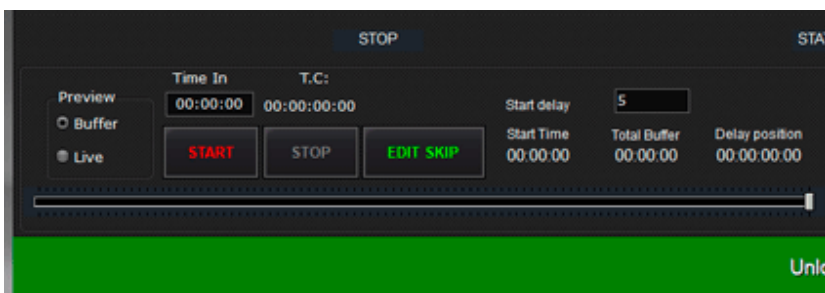 STOP STA
Time In T.C:
Preview 00:00:00 00:00:00:00 Start delay 5
Buffer
START STOP EDIT SKIP Start Time Total Buffer Delay position
Live 00:00:00 00:00:00 00:00:00:00
Unlo